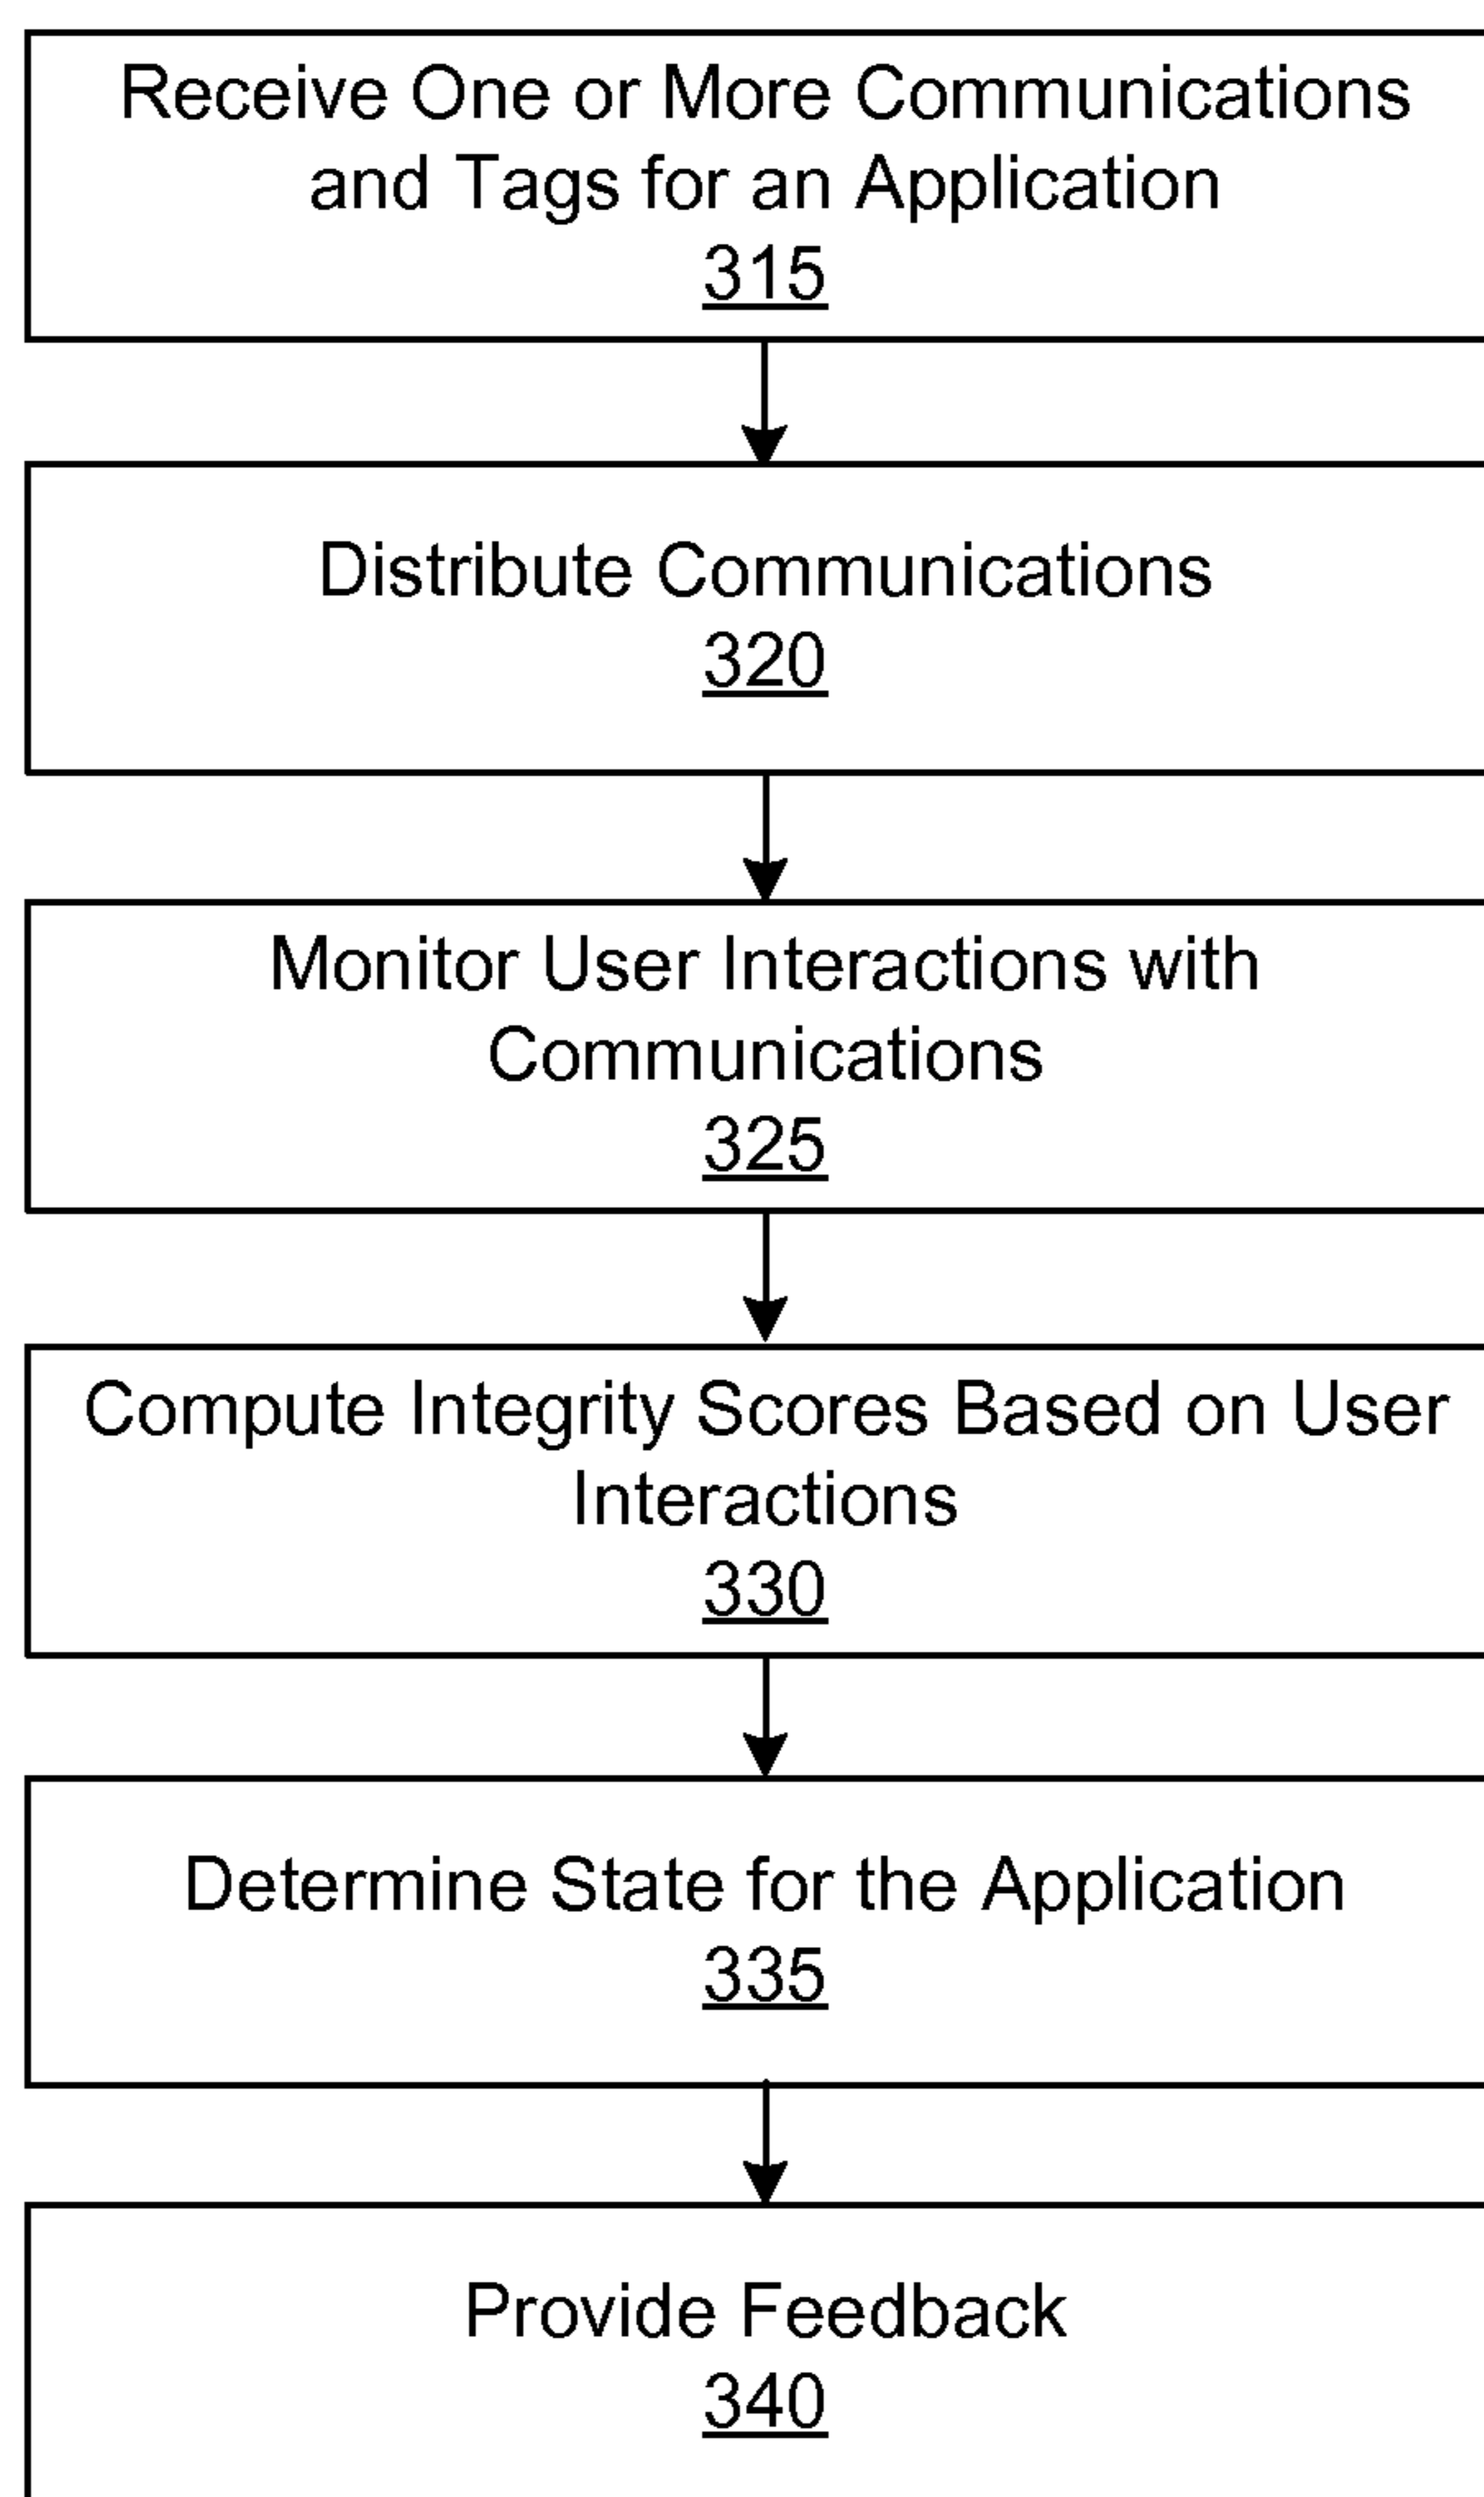 Receive One or More Communications
and Tags for an Application
315
Distribute Communications
320
Monitor User Interactions with
Communications
325
Compute Integrity Scores Based on User
Interactions
330
Determine State for the Application
335
Provide Feedback
340